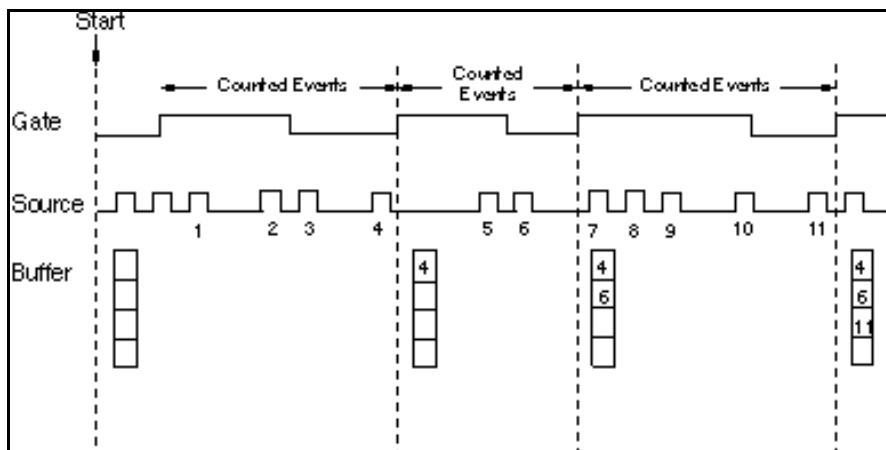 Start
Counted Events
Counted
Events
Counted Events
Gate
Source
1 2 3 4 5 6 7 8 9 10 11
Buffer
4 4 4
6 6
11